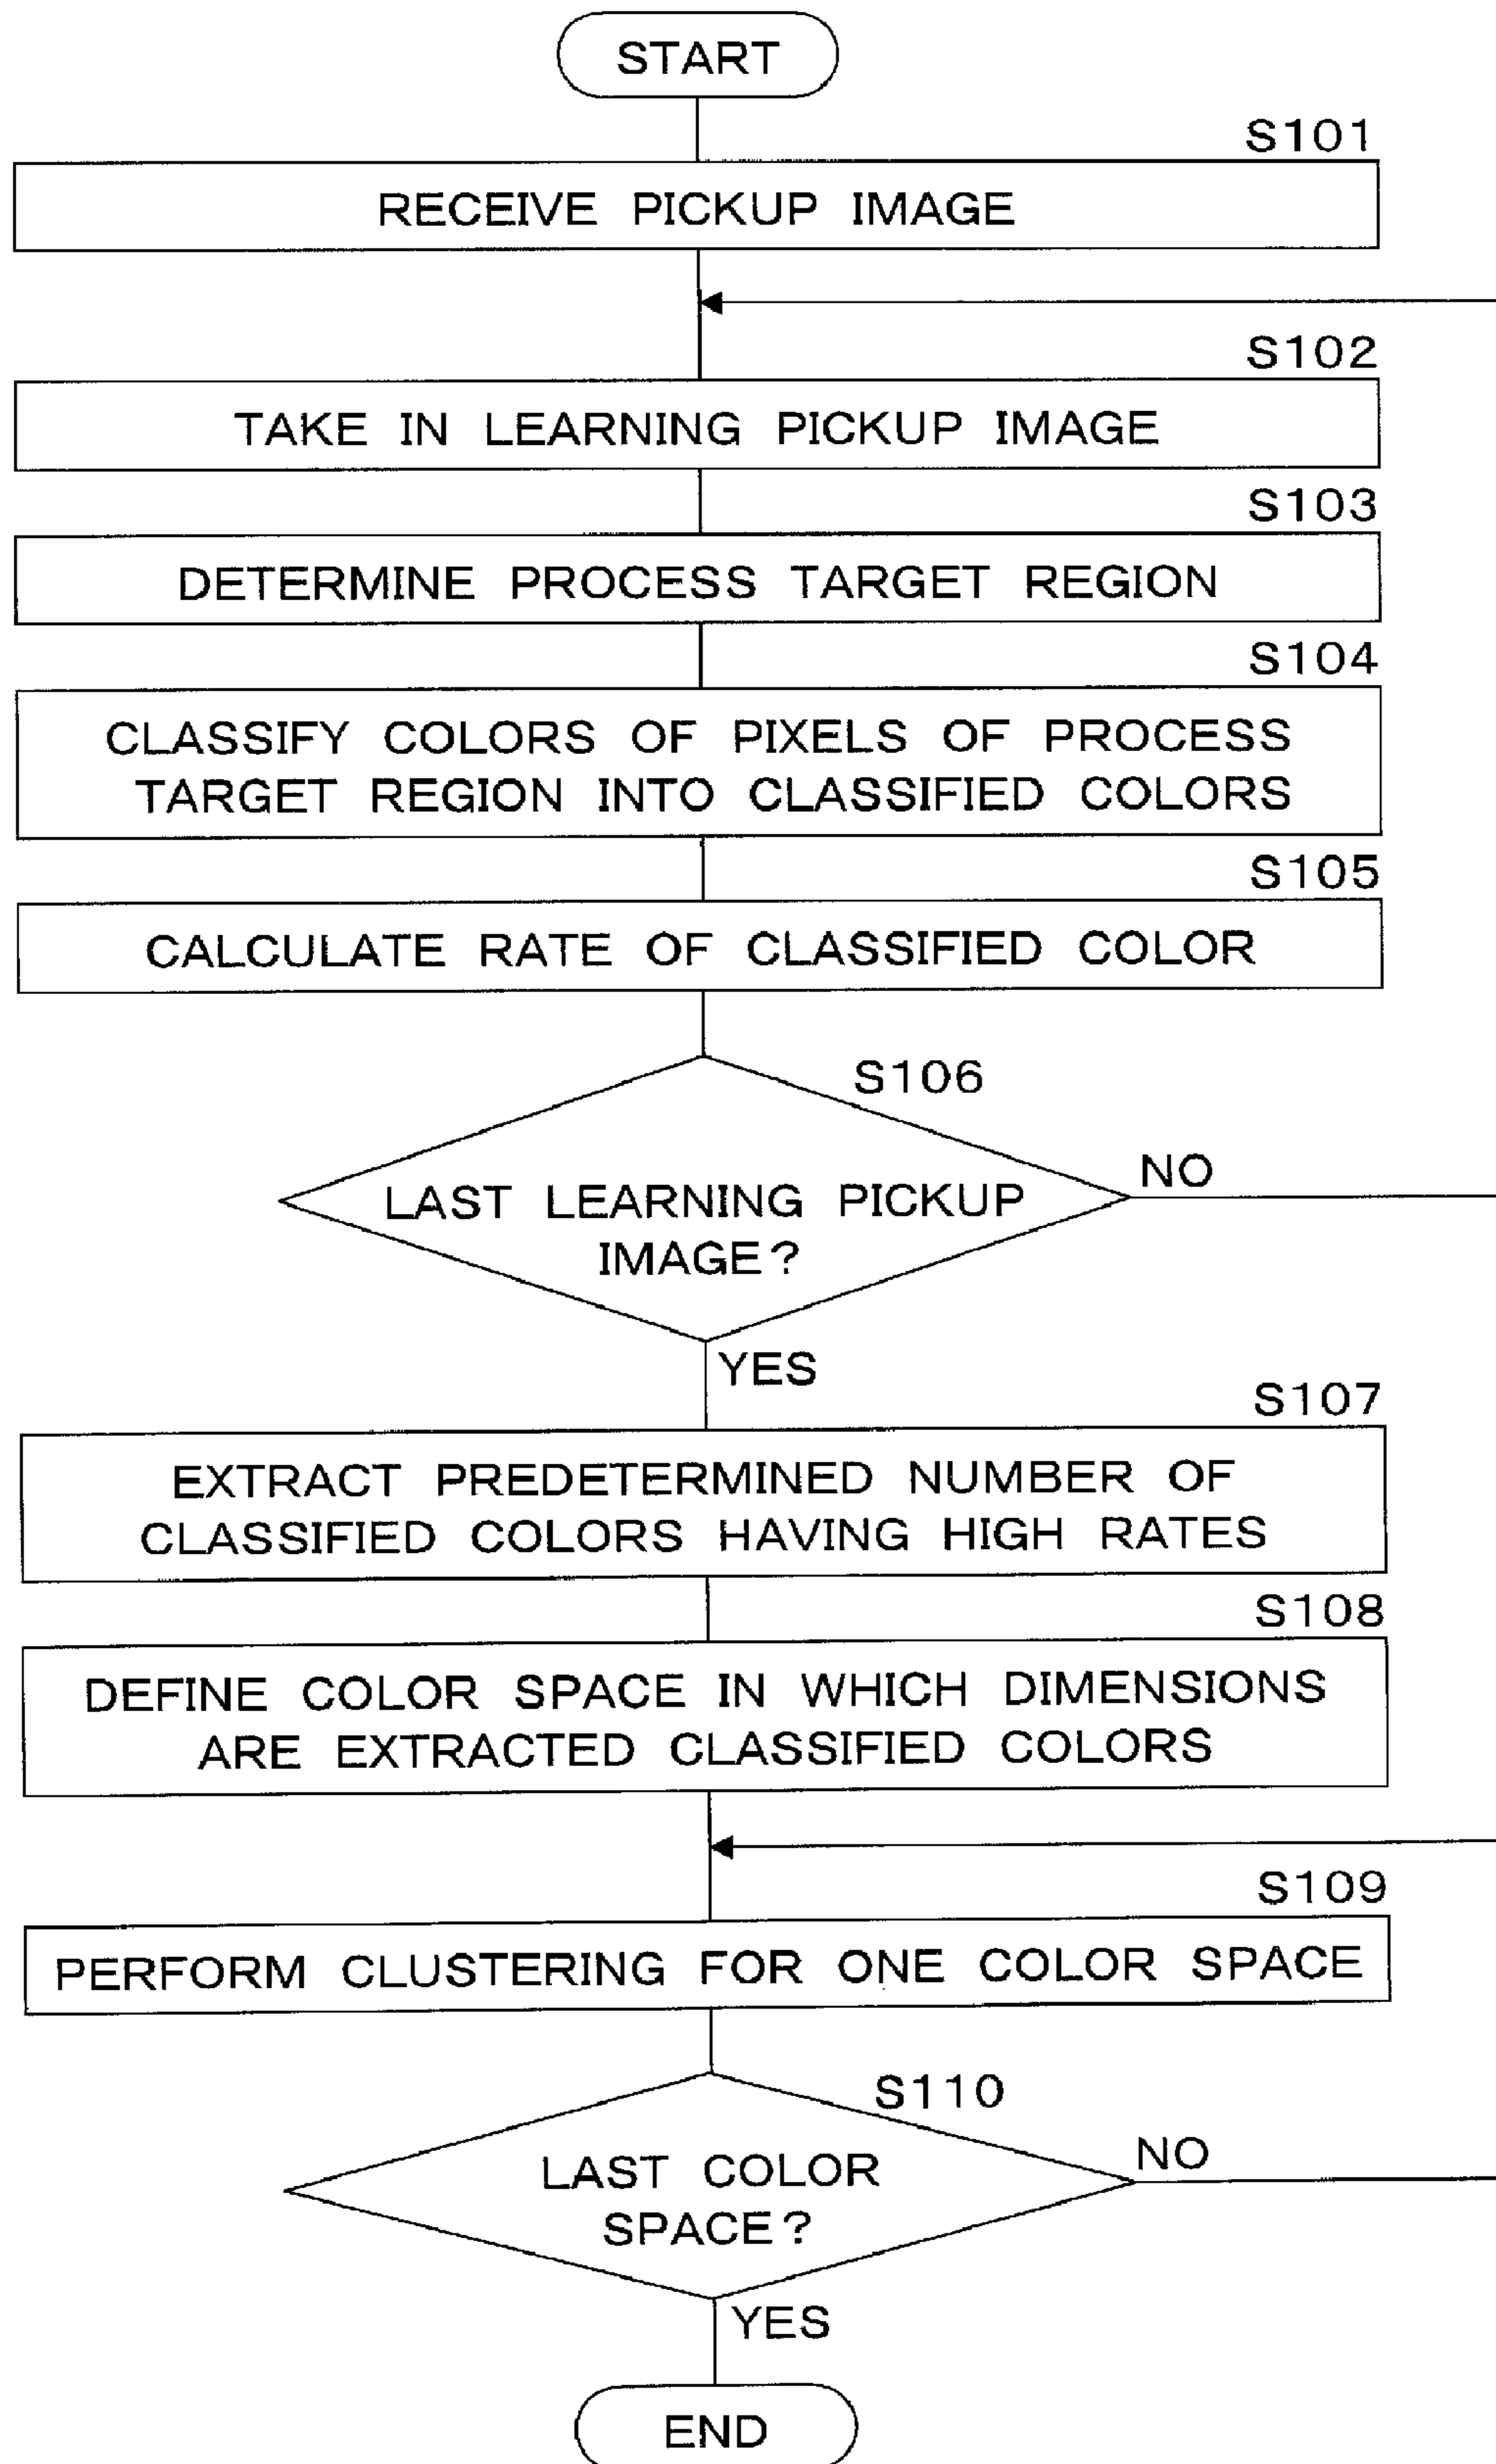 START
S101
RECEIVE PICKUP IMAGE
S102
TAKE IN LEARNING PICKUP IMAGE
S103
DETERMINE PROCESS TARGET REGION
S104
CLASSIFY COLORS OF PIXELS OF PROCESS
TARGET REGION INTO CLASSIFIED COLORS
S105
CALCULATE RATE OF CLASSIFIED COLOR
S106
LAST LEARNING PICKUP
IMAGE?
NO
YES
S107
EXTRACT PREDETERMINED NUMBER OF
CLASSIFIED COLORS HAVING HIGH RATES
S108
DEFINE COLOR SPACE IN WHICH DIMENSIONS
ARE EXTRACTED CLASSIFIED COLORS
S109
PERFORM CLUSTERING FOR ONE COLOR SPACE
S110
LAST COLOR
SPACE?
NO
YES
END